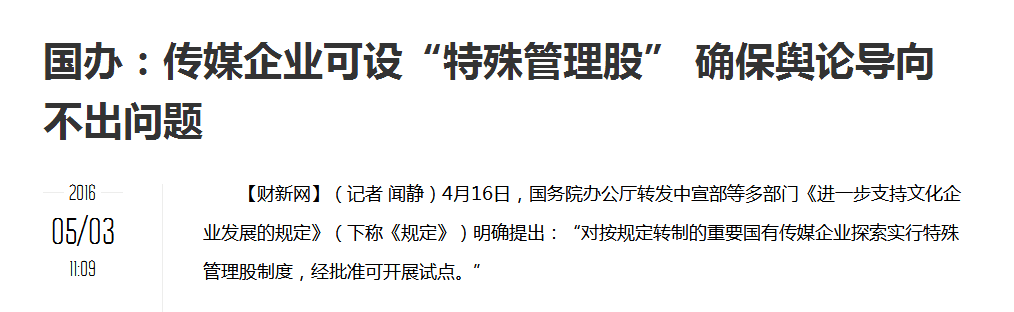 国办：传媒企业可设“特殊管理股” 确保舆论导向
不出问题
2016
05/03
11:09
【财新网】（记者 闻静）4月16日，国务院办公厅转发中宣部等多部门《进一步支持文化企
业发展的规定》（下称《规定》）明确提出：“对按规定转制的重要国有传媒企业探索实行特殊
管理股制度，经批准可开展试点。”